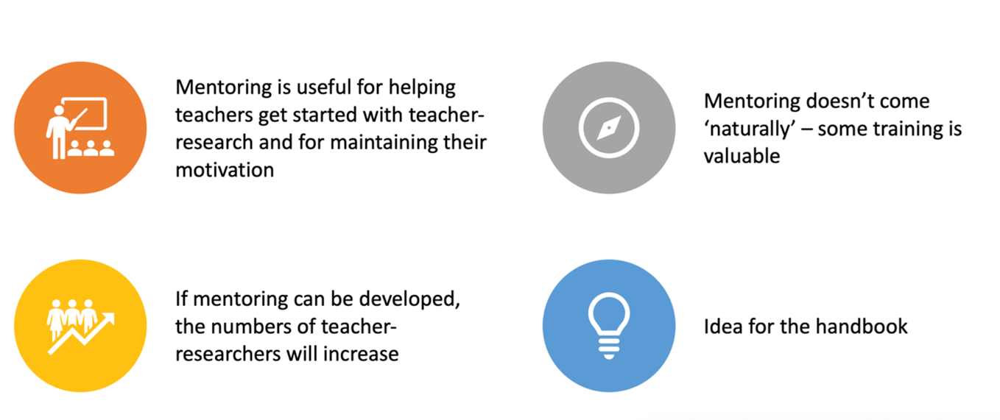 Mentoring is useful for helping
teachers get started with teacher-
research and for maintaining their
motivation
Mentoring doesn’t come
‘naturally’ – some training is
valuable
If mentoring can be developed,
the numbers of teacher-
researchers will increase
Idea for the handbook